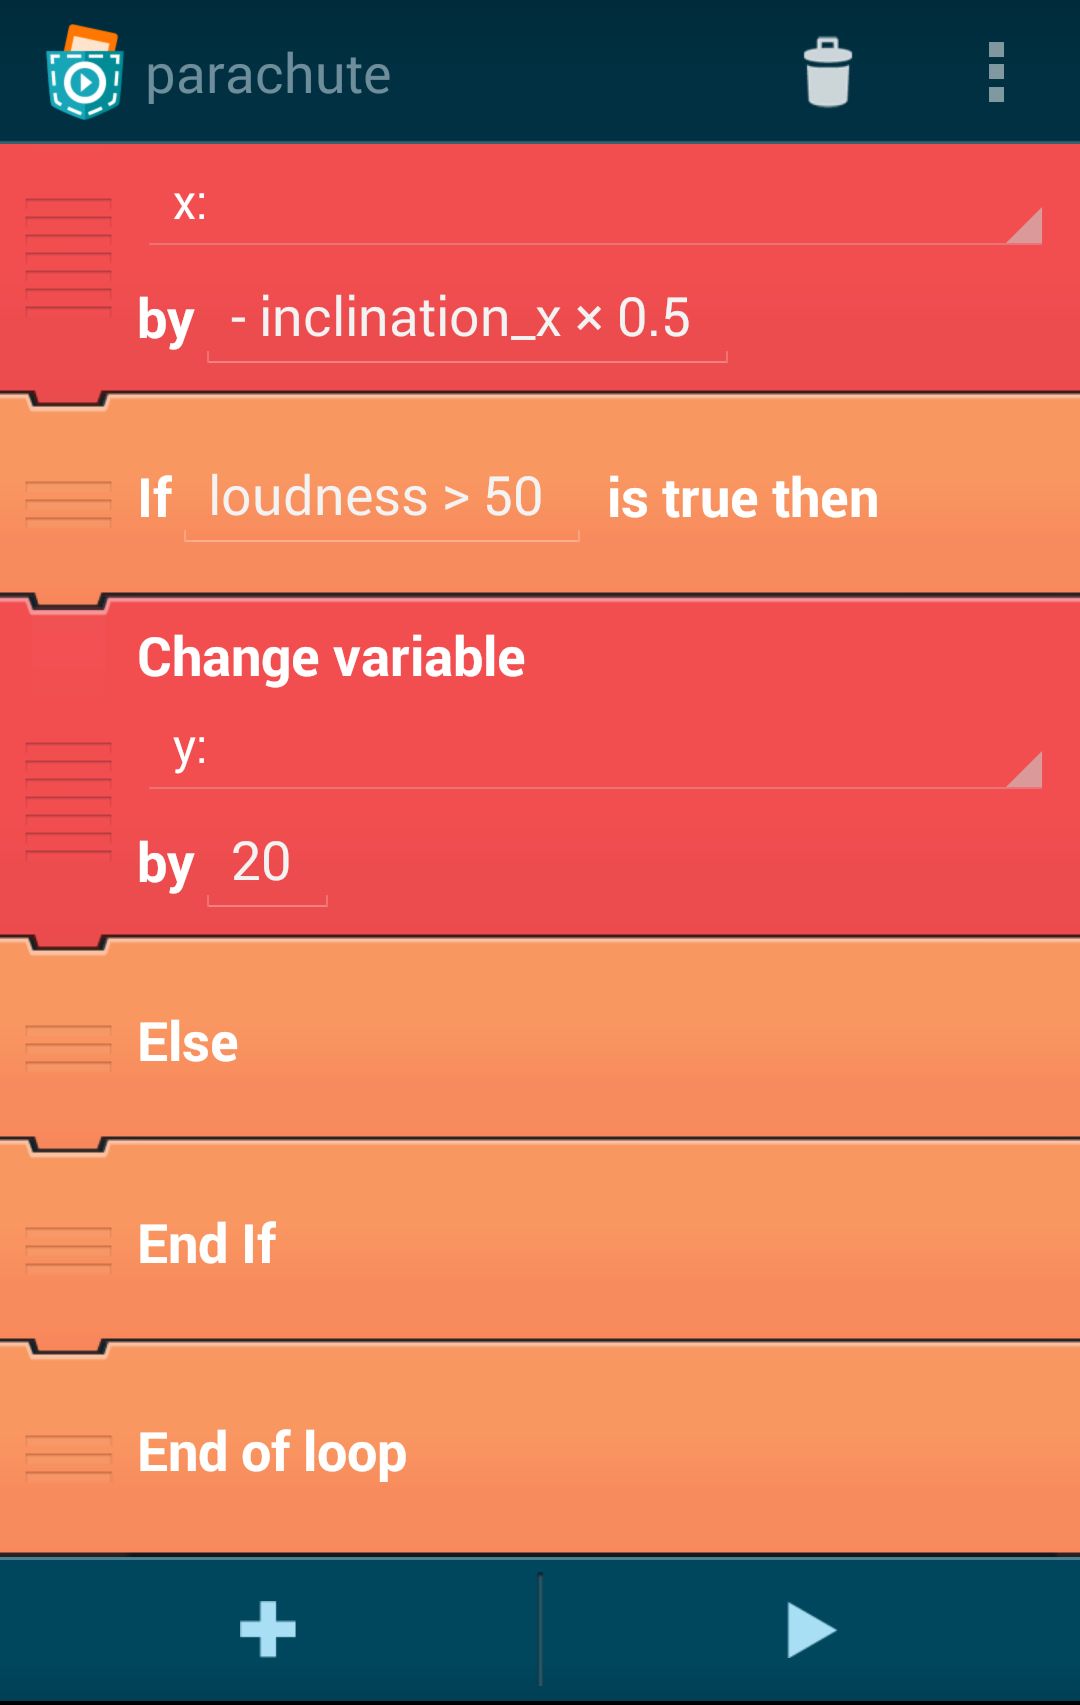 parachute
x:
by - inclination_x × 0.5
If loudness > 50 is true then
Change variable
y:
by 20
Else
End If
End of loop